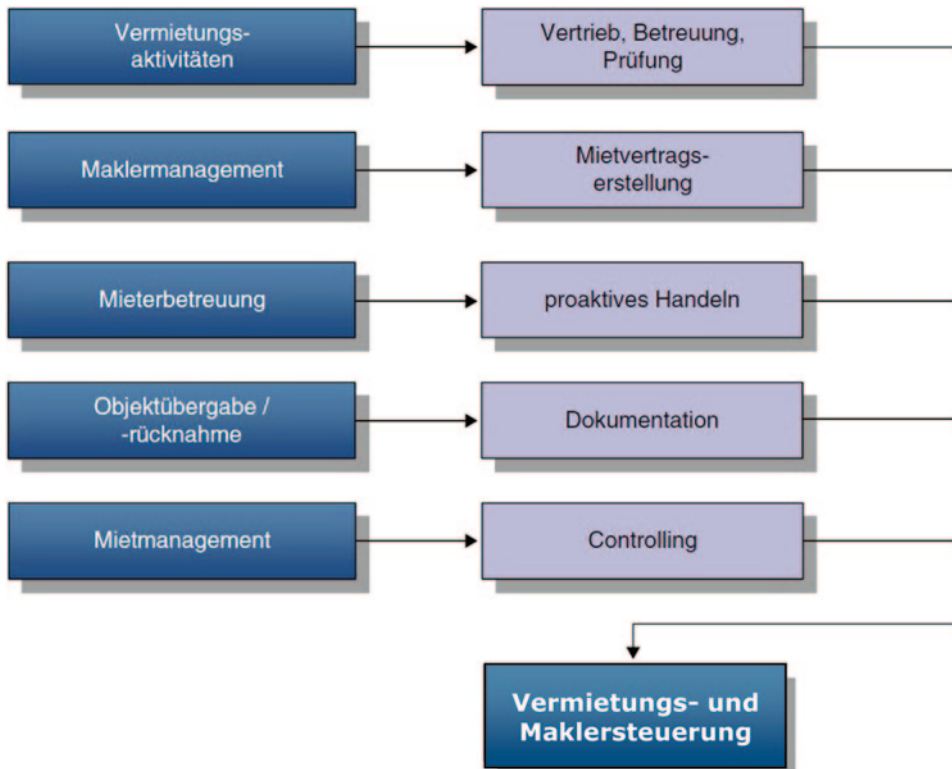 Vermietungs-
aktivitäten
Vertrieb, Betreuung,
Prüfung
Maklermanagement
Mietvertrags-
erstellung
Mieterbetreuung
proaktives Handeln
Objektübergabe /
-rücknahme
Dokumentation
Mietmanagement
Controlling
Vermietungs- und
Maklersteuerung